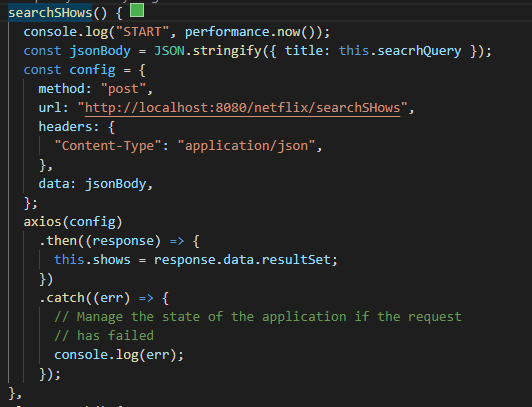 searchSHows() {
console.log("START", performance.now());
const jsonBody = JSON.stringify({ title: this.seacrhQuery });
const config = {
method: "post",
url: "http://localhost:8080/netflix/searchSHows",
headers: {
"Content-Type": "application/json",
},
data: jsonBody,
};
axios(config)
.then((response) => {
this.shows = response.data.resultSet;
})
.catch((err) => {
// Manage the state of the application if the request
// has failed
console.log(err);
});
},